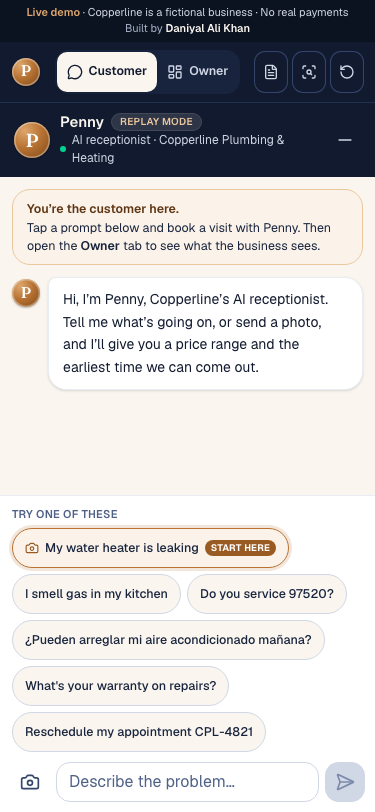 Live demo · Copperline is a fictional business · No real payments
Built by Daniyal Ali Khan
P
Customer
Owner
P
Penny
REPLAY MODE
AI receptionist · Copperline Plumbing &
Heating
You're the customer here.
Tap a prompt below and book a visit with Penny. Then
open the Owner tab to see what the business sees.
P
Hi, I'm Penny, Copperline's AI receptionist.
Tell me what's going on, or send a photo,
and I'll give you a price range and the
earliest time we can come out.
TRY ONE OF THESE
My water heater is leaking START HERE
I smell gas in my kitchen
Do you service 97520?
¿Pueden arreglar mi aire acondicionado mañana?
What's your warranty on repairs?
Reschedule my appointment CPL-4821
Describe the problem…